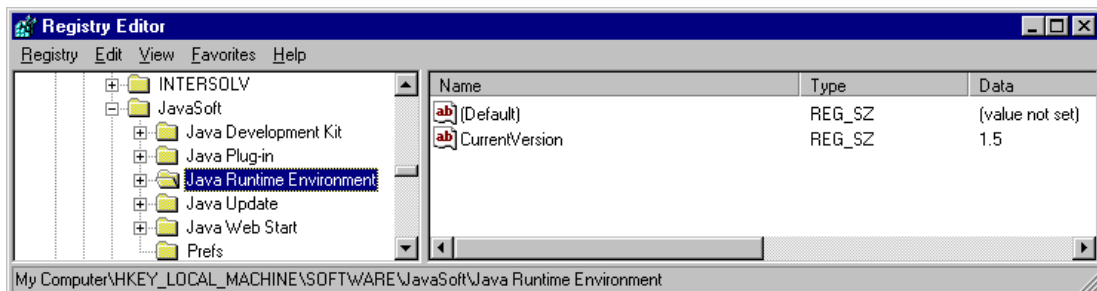 Registry Editor
Registry Edit View Favorites Help
INTERSOLV
JavaSoft
Java Development Kit
Java Plug-in
Java Runtime Environment
Java Update
Java Web Start
Prefs
Name Type Data
ab (Default) REG_SZ (value not set)
ab CurrentVersion REG_SZ 1.5
My Computer\HKEY_LOCAL_MACHINE\SOFTWARE\JavaSoft\Java Runtime Environment